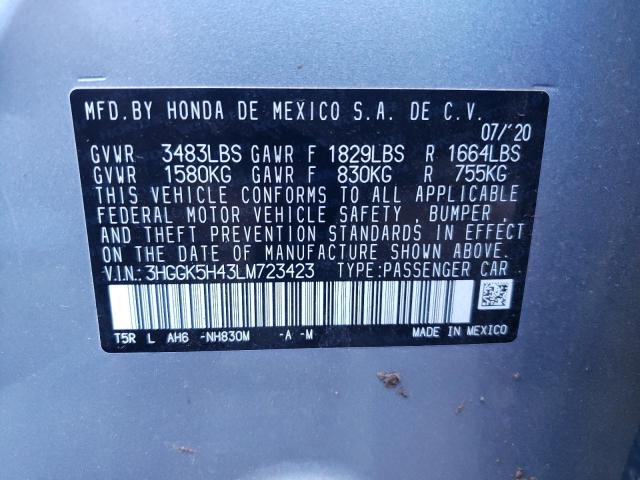 MFD.BY HONDA DE MEXICO S.A. DE C.V.
07/'20
GVWR 3483LBS GAWR F 1829LBS R 1664LBS
GVWR 1580KG GAWR F 830KG R 755KG
THIS VEHICLE CONFORMS TO ALL APPLICABLE
FEDERAL MOTOR VEHICLE SAFETY , BUMPER ,
AND THEFT PREVENTION STANDARDS IN EFFECT
ON THE DATE OF MANUFACTURE SHOWN ABOVE.
V.I.N.:3HGGK5H43LM723423 TYPE:PASSENGER CAR
T5R L AH6 -NH830M -A -M MADE IN MEXICO